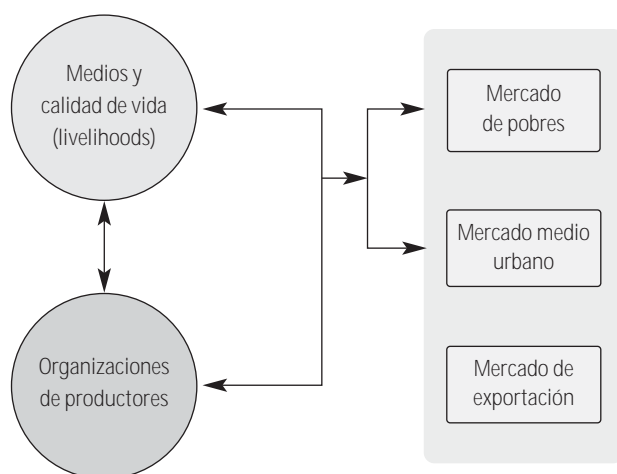 Medios y
calidad de vida
(livelihoods)
Organizaciones
de productores
Mercado
de pobres
Mercado medio
urbano
Mercado de
exportación